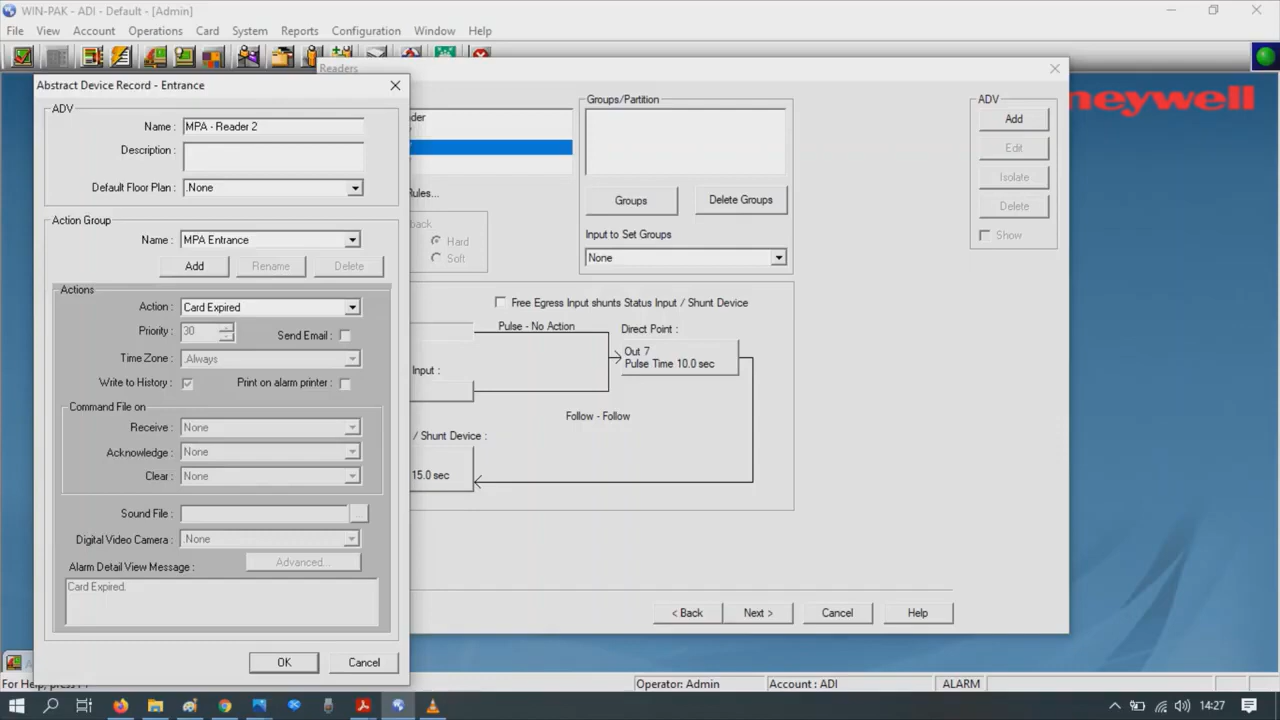 WIN-PAK - ADI - Default - [Admin]
File View Account Operations Card System Reports Configuration Window Help
Readers
Abstract Device Record - Entrance
ADV
Name : MPA - Reader 2
Description :
Default Floor Plan : .None
Action Group
Name : MPA Entrance
Add Rename Delete
Actions
Action : Card Expired
Priority : 30 Send Email :
Time Zone : .Always
Write to History : Print on alarm printer :
Command File on
Receive : None
Acknowledge : None
Clear : None
Sound File : ...
Digital Video Camera : .None
Advanced...
Alarm Detail View Message :
Card Expired.
OK Cancel
Groups/Partition
Groups Delete Groups
Input to Set Groups
None
Hard
Soft
Free Egress Input shunts Status Input / Shunt Device
Pulse - No Action
Direct Point :
Out 7
Pulse Time 10.0 sec
Input :
Follow - Follow
/ Shunt Device :
15.0 sec
< Back Next > Cancel Help
ADV
Add
Edit
Isolate
Delete
Show
neywell
For Help, press F1
Operator: Admin Account : ADI ALARM
14:27